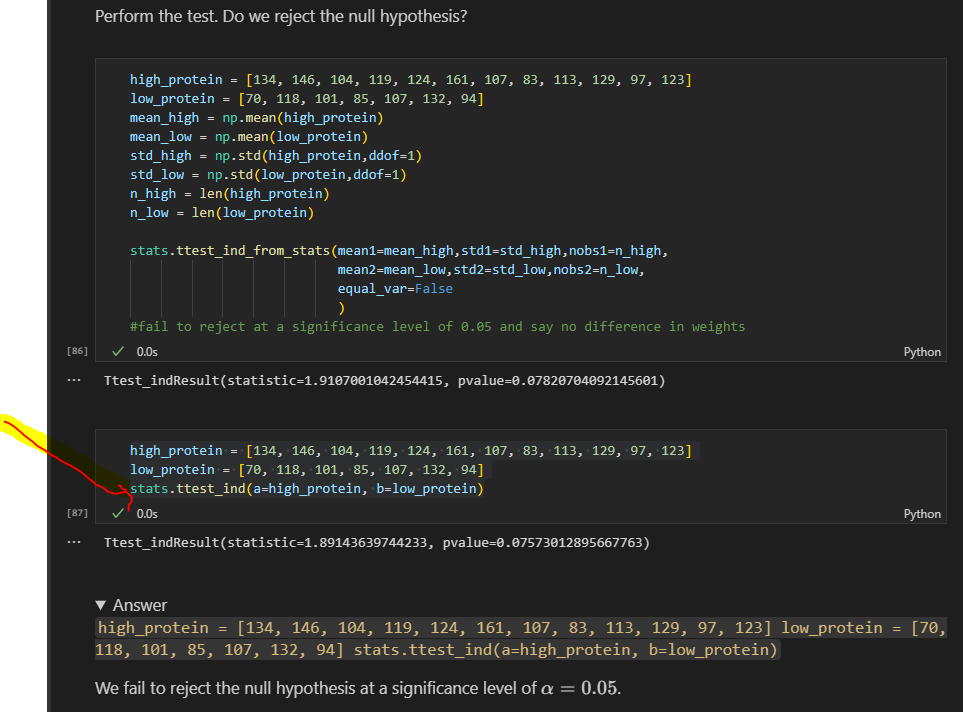 Perform the test. Do we reject the null hypothesis?
high_protein = [134, 146, 104, 119, 124, 161, 107, 83, 113, 129, 97, 123]
low_protein = [70, 118, 101, 85, 107, 132, 94]
mean_high = np.mean(high_protein)
mean_low = np.mean(low_protein)
std_high = np.std(high_protein,ddof=1)
std_low = np.std(low_protein,ddof=1)
n_high = len(high_protein)
n_low = len(low_protein)
stats.ttest_ind_from_stats(mean1=mean_high,std1=std_high,nobs1=n_high,
mean2=mean_low,std2=std_low,nobs2=n_low,
equal_var=False
)
#fail to reject at a significance level of 0.05 and say no difference in weights
[86] ✓ 0.0s Python
··· Ttest_indResult(statistic=1.9107001042454415, pvalue=0.07820704092145601)
high_protein = [134, 146, 104, 119, 124, 161, 107, 83, 113, 129, 97, 123]
low_protein = [70, 118, 101, 85, 107, 132, 94]
stats.ttest_ind(a=high_protein, b=low_protein)
[87] ✓ 0.0s Python
··· Ttest_indResult(statistic=1.89143639744233, pvalue=0.07573012895667763)
▼ Answer
high_protein = [134, 146, 104, 119, 124, 161, 107, 83, 113, 129, 97, 123] low_protein = [70,
118, 101, 85, 107, 132, 94] stats.ttest_ind(a=high_protein, b=low_protein)
We fail to reject the null hypothesis at a significance level of α = 0.05.